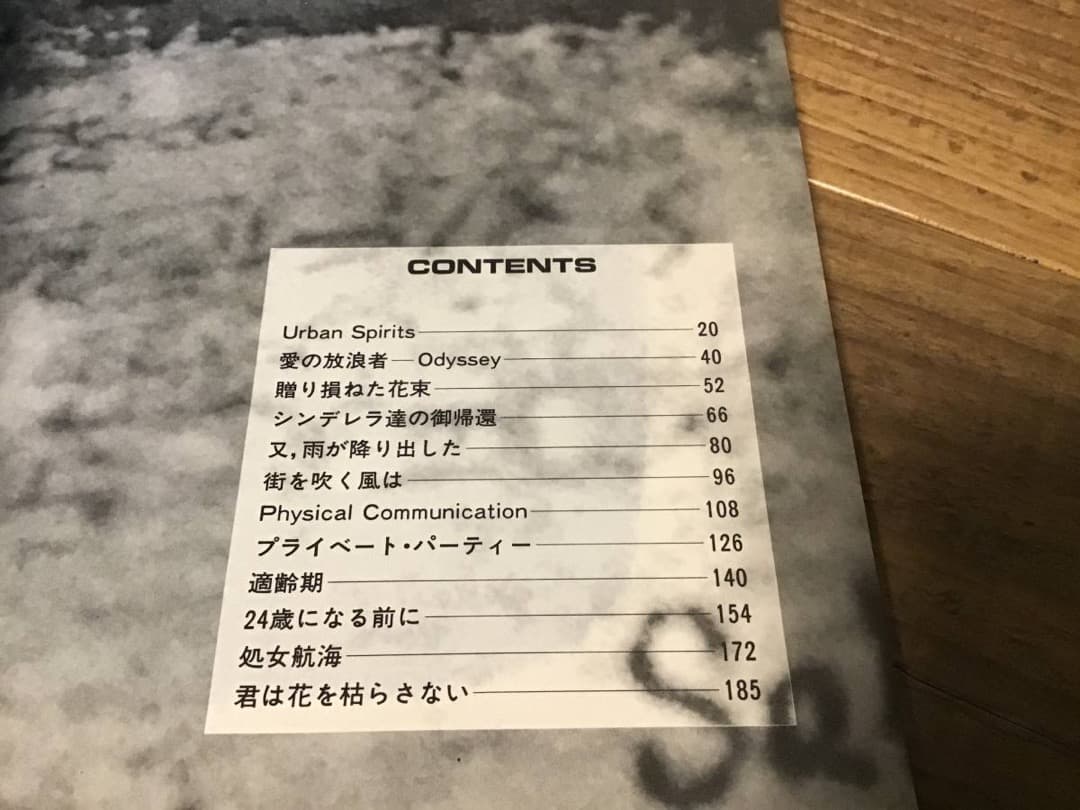 CONTENTS
Urban Spirits 20
愛の放浪者—Odyssey 40
贈り損ねた花束 52
シンデレラ達の御帰還 66
又,雨が降り出した 80
街を吹く風は 96
Physical Communication 108
プライベート・パーティー 126
適齢期 140
24歳になる前に 154
処女航海 172
君は花を枯らさない 185